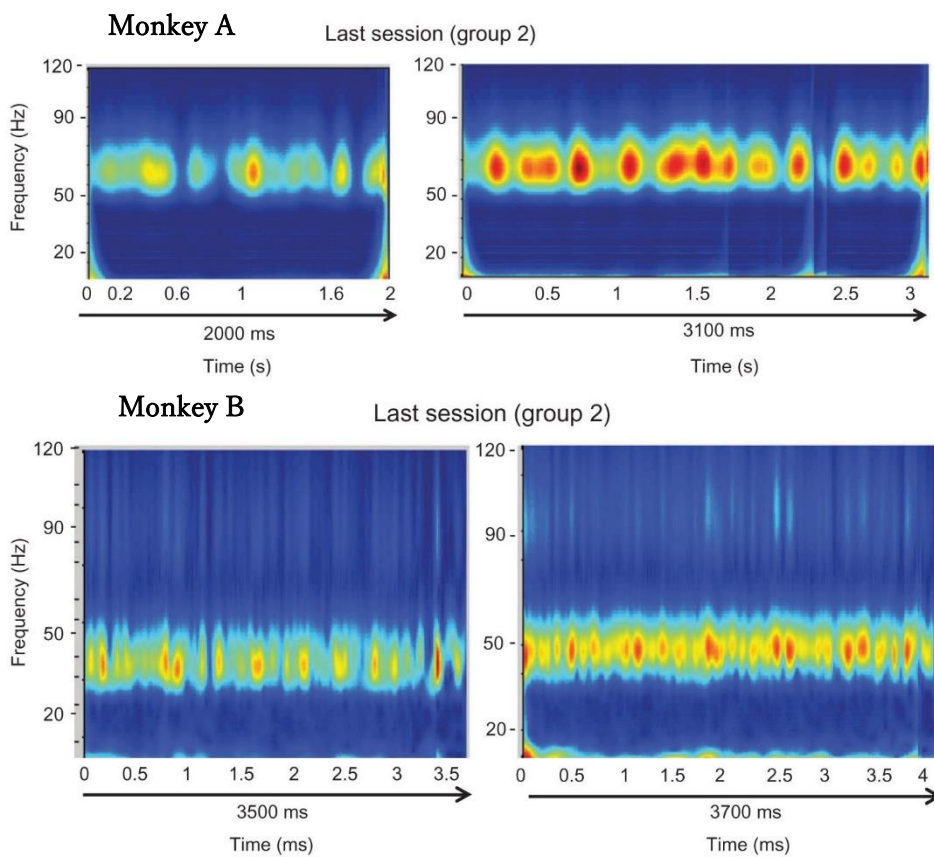 Monkey A
Last session (group 2)
120
90
50
20
Frequency (Hz)
0 0.2 0.6 1 1.6 2
2000 ms
Time (s)
120
90
50
20
0 0.5 1 1.5 2 2.5 3
3100 ms
Time (s)
Monkey B
Last session (group 2)
120
90
50
20
Frequency (Hz)
0 0.5 1 1.5 2 2.5 3 3.5
3500 ms
Time (ms)
120
90
50
20
0 0.5 1 1.5 2 2.5 3 3.5 4
3700 ms
Time (ms)